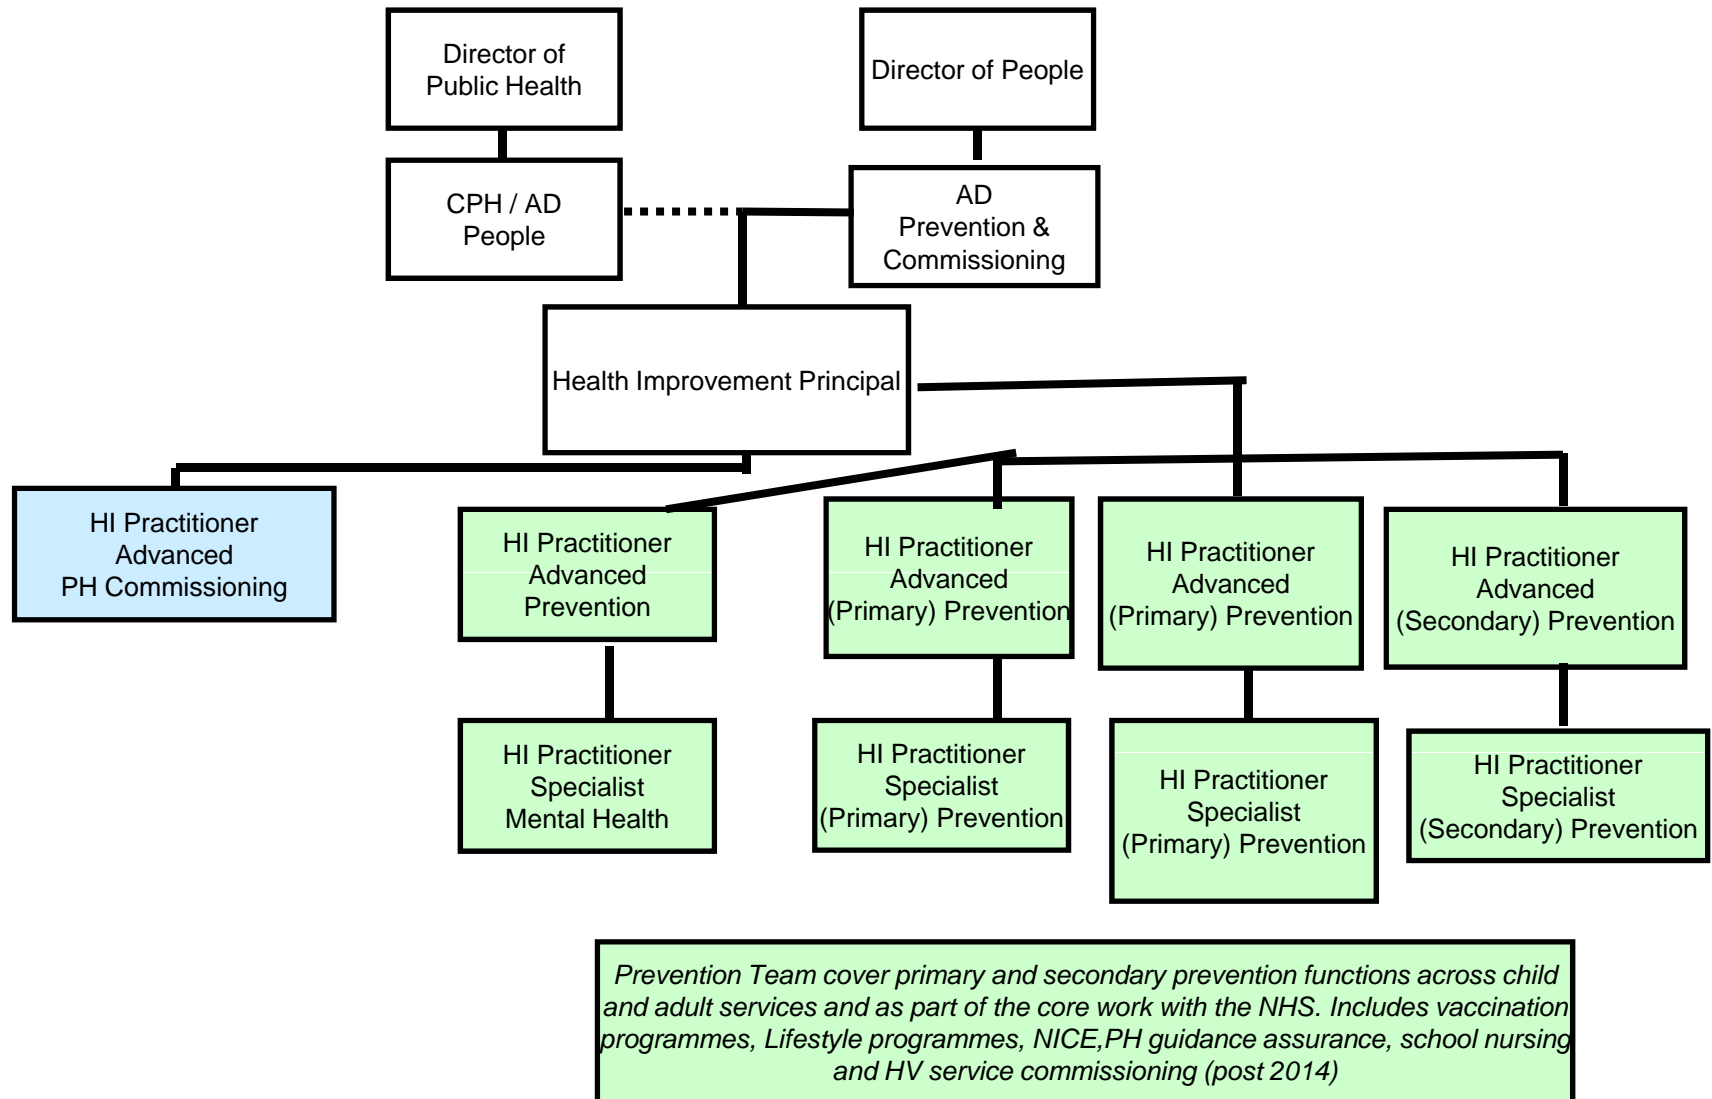 Director of
Public Health
Director of People
CPH / AD
People
AD
Prevention &
Commissioning
Health Improvement Principal
HI Practitioner
Advanced
PH Commissioning
HI Practitioner
Advanced
Prevention
HI Practitioner
Advanced
(Primary) Prevention
HI Practitioner
Advanced
(Primary) Prevention
HI Practitioner
Advanced
(Secondary) Prevention
HI Practitioner
Specialist
Mental Health
HI Practitioner
Specialist
(Primary) Prevention
HI Practitioner
Specialist
(Primary) Prevention
HI Practitioner
Specialist
(Secondary) Prevention
Prevention Team cover primary and secondary prevention functions across child
and adult services and as part of the core work with the NHS. Includes vaccination
programmes, Lifestyle programmes, NICE,PH guidance assurance, school nursing
and HV service commissioning (post 2014)